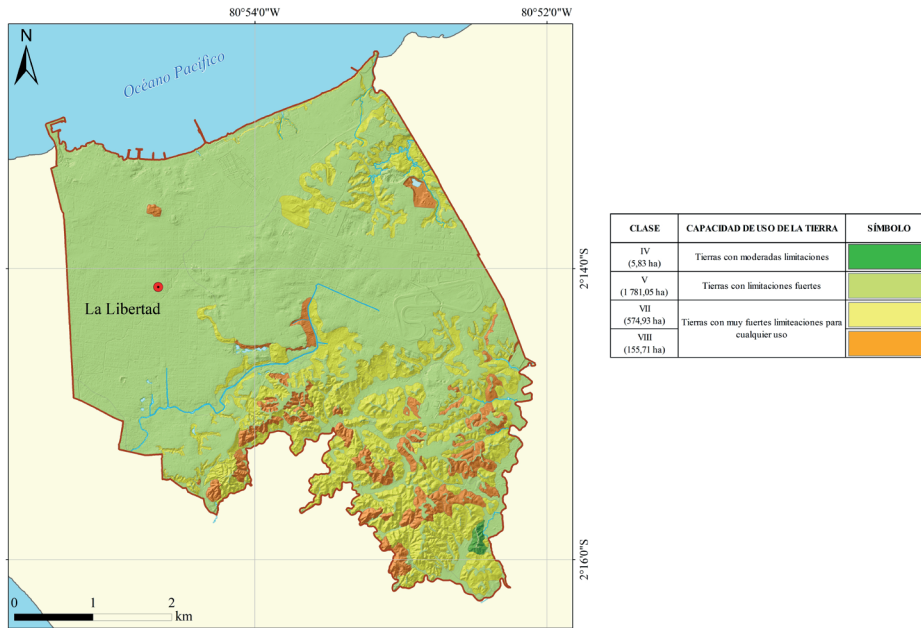 80°54'0"W
80°52'0"W
N
Océano Pacífico
La Libertad
2°14'0"S
2°16'0"S
0 1 2
km
CLASE CAPACIDAD DE USO DE LA TIERRA SÍMBOLO
IV
(5,83 ha)
Tierras con moderadas limitaciones
V
(1 781,05 ha)
Tierras con limitaciones fuertes
VII
(574,93 ha)
Tierras con muy fuertes limiteaciones para
cualquier uso
VIII
(155,71 ha)